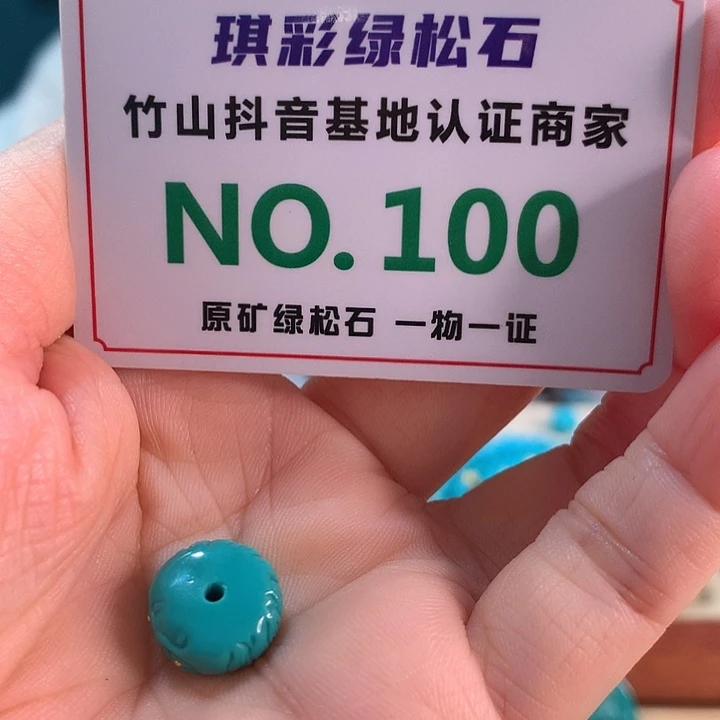 琪彩绿松石
竹山抖音基地认证商家
NO.100
原矿绿松石 一物一证